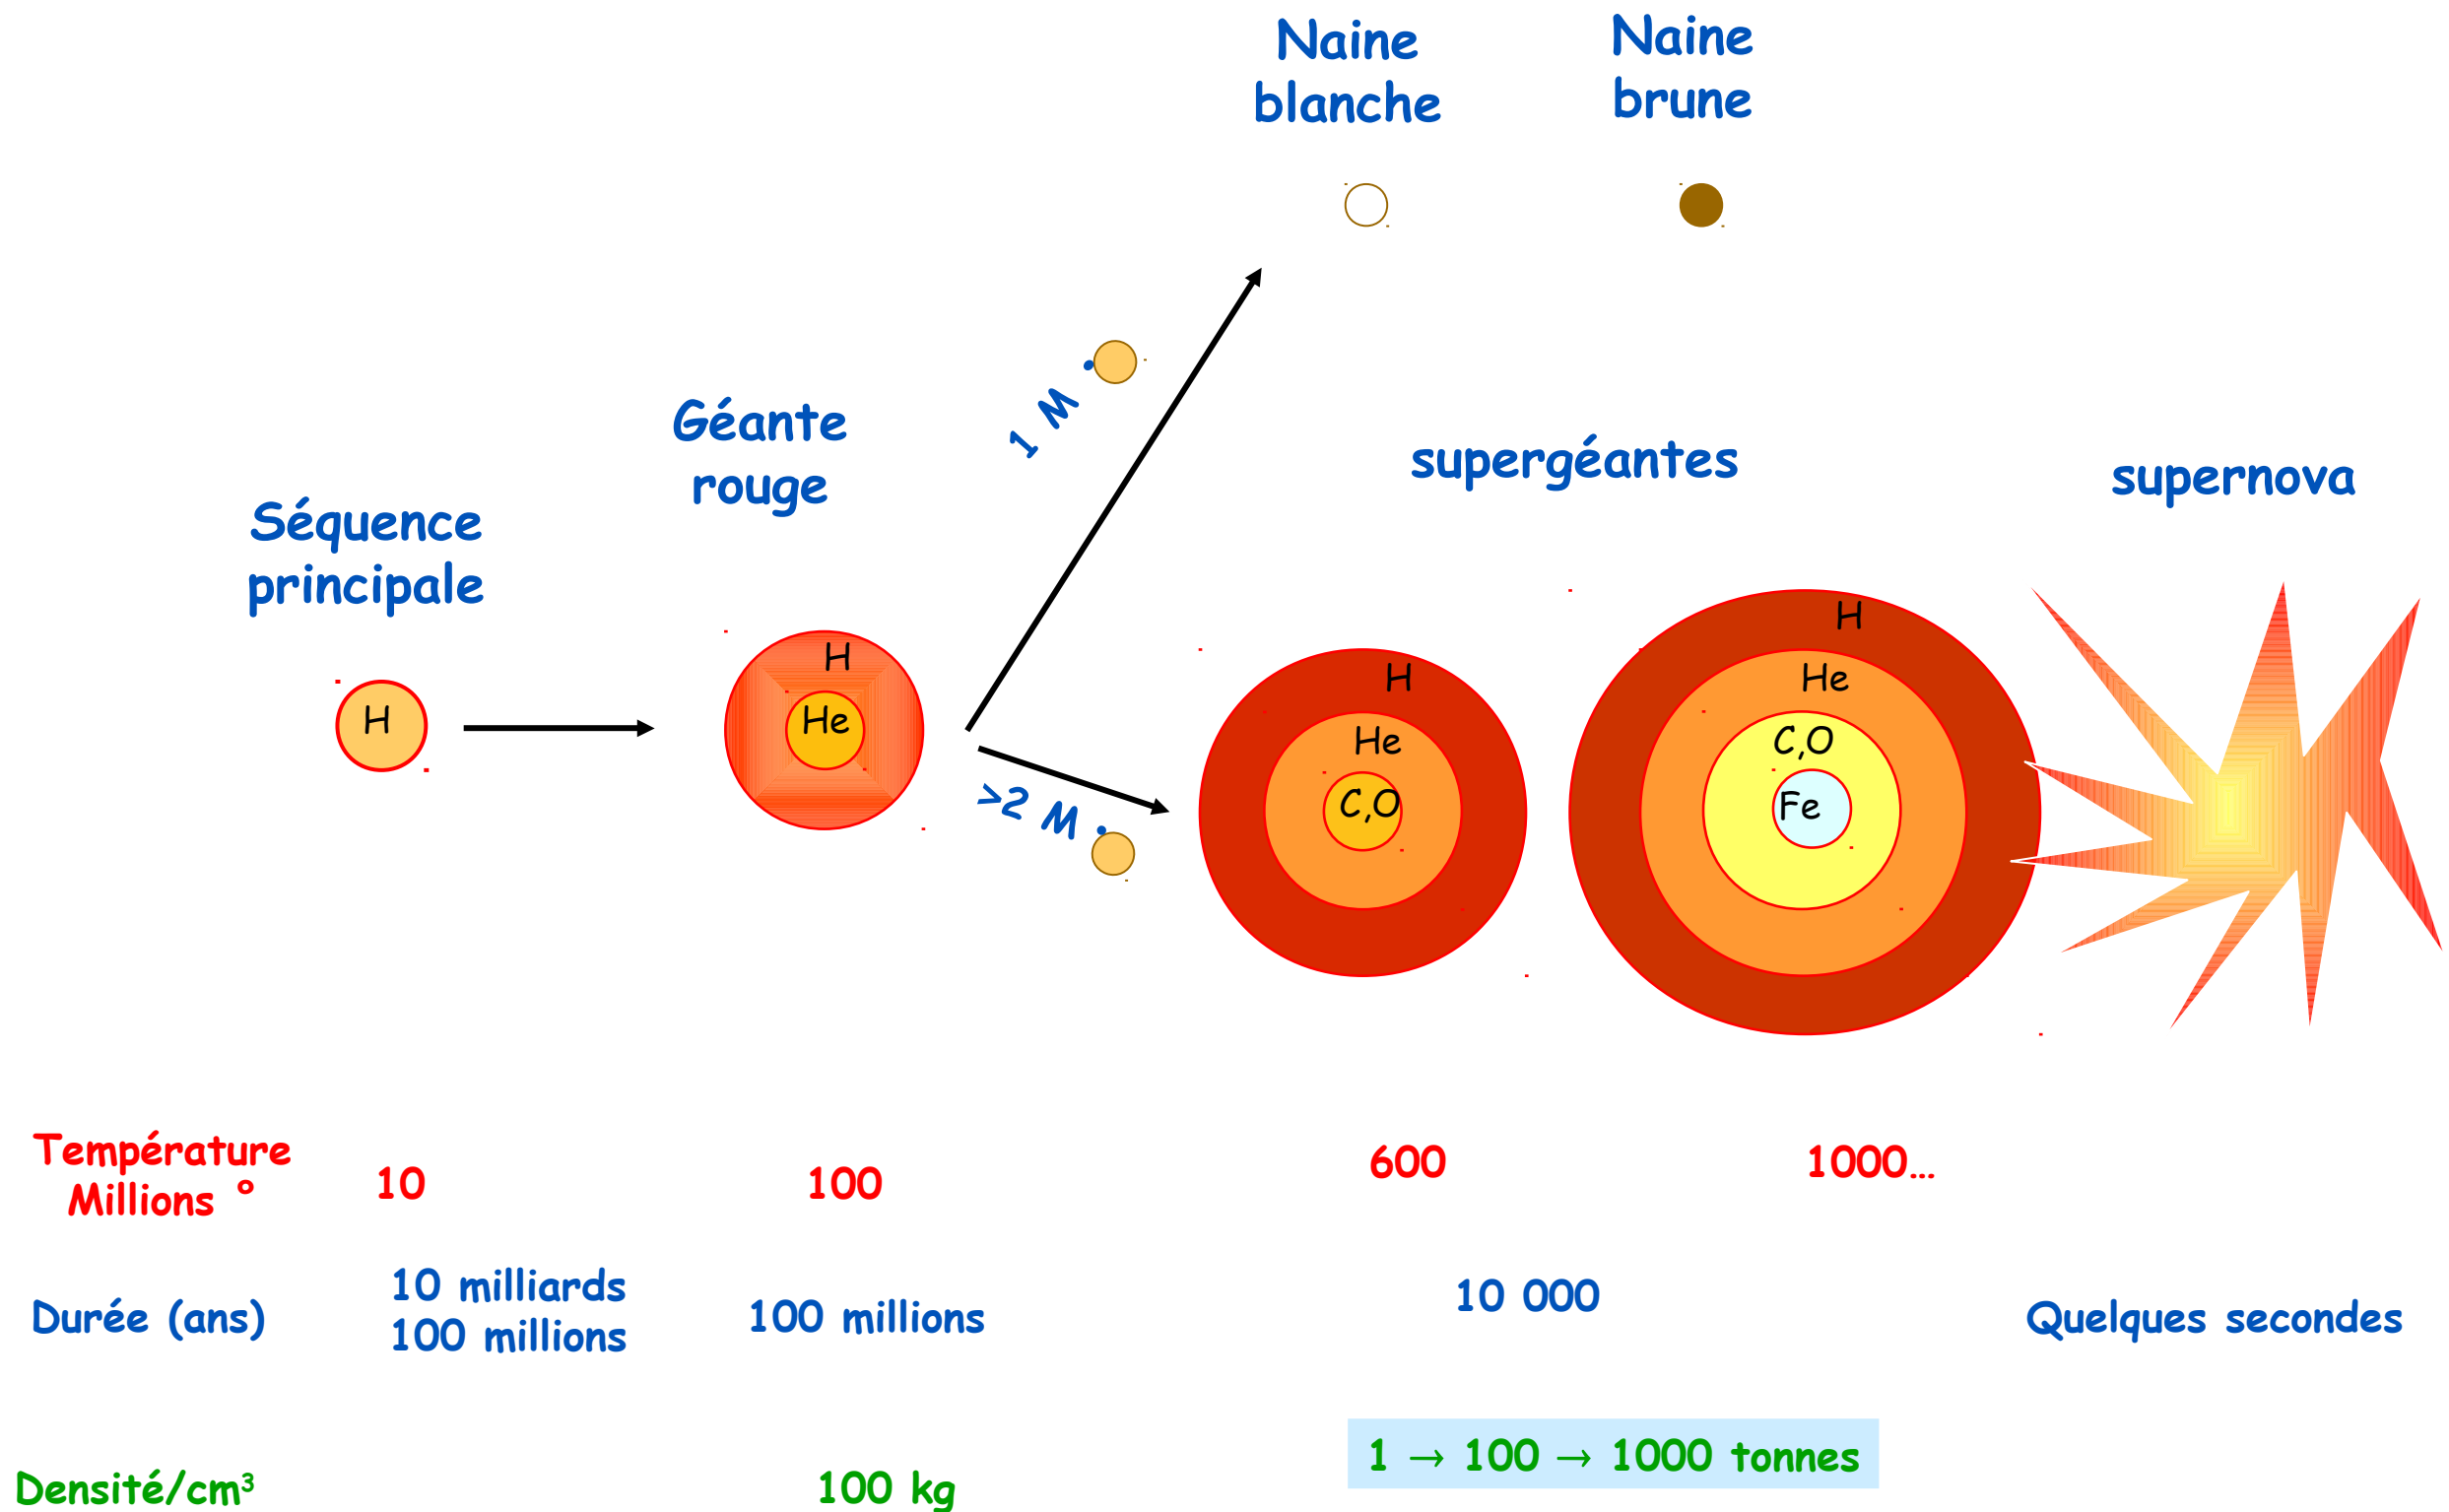 Naine
blanche
Naine
brune
1 M •
Géante
rouge
supergéantes
supernova
Séquence
principale
H
H
He
>2 M •
H
He
C,O
H
He
C,O
Fe
Température
Millions °
10
100
600
1000...
Durée (ans)
10 milliards
100 millions
100 millions
10 000
Quelques secondes
Densité/cm³
100 kg
1 → 100 → 1000 tonnes